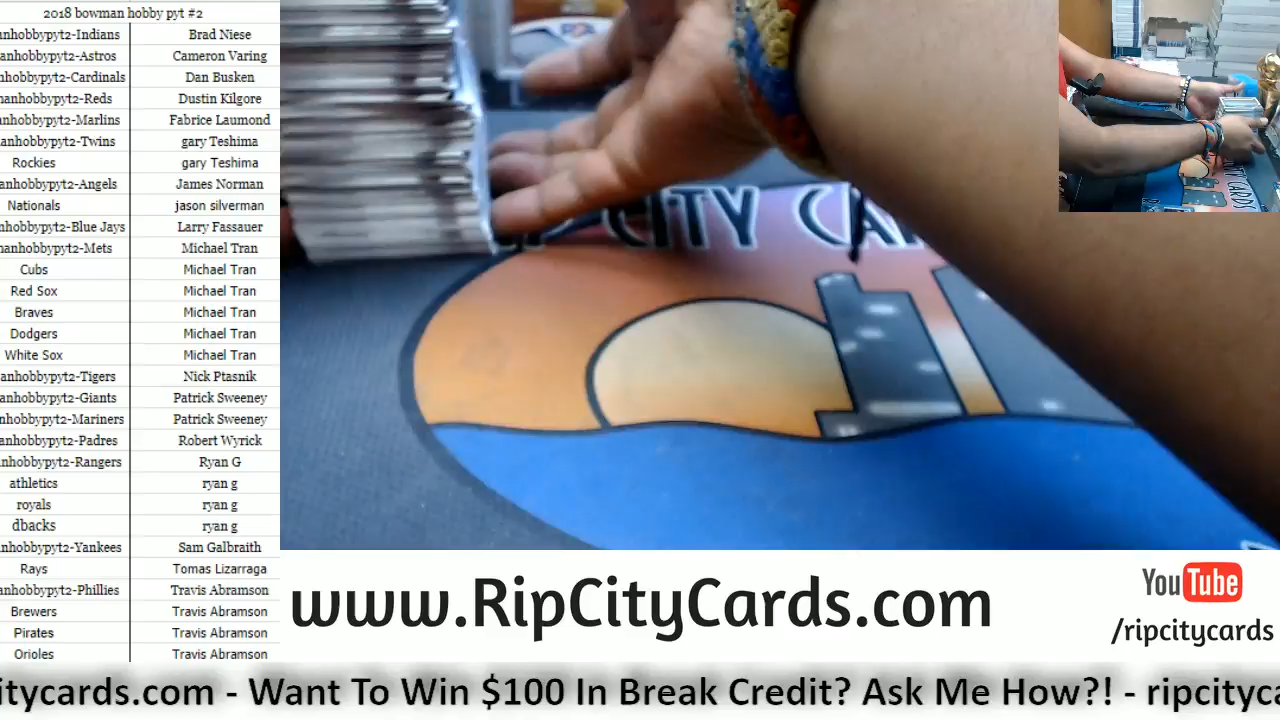 2018 bowman hobby pyt #2
anhobbypyt2-Indians Brad Niese
anhobbypyt2-Astros Cameron Varing
nhobbypyt2-Cardinals Dan Busken
manhobbypyt2-Reds Dustin Kilgore
anhobbypyt2-Marlins Fabrice Laumond
anhobbypyt2-Twins gary Teshima
Rockies gary Teshima
anhobbypyt2-Angels James Norman
Nationals jason silverman
hobbypyt2-Blue Jays Larry Fassauer
manhobbypyt2-Mets Michael Tran
Cubs Michael Tran
Red Sox Michael Tran
Braves Michael Tran
Dodgers Michael Tran
White Sox Michael Tran
anhobbypyt2-Tigers Nick Ptasnik
anhobbypyt2-Giants Patrick Sweeney
nhobbypyt2-Mariners Patrick Sweeney
anhobbypyt2-Padres Robert Wyrick
nhobbypyt2-Rangers Ryan G
athletics ryan g
royals ryan g
dbacks ryan g
nhobbypyt2-Yankees Sam Galbraith
Rays Tomas Lizarraga
anhobbypyt2-Phillies Travis Abramson
Brewers Travis Abramson
Pirates Travis Abramson
Orioles Travis Abramson
CITY CA
www.RipCityCards.com
YouTube
/ripcitycards
itycards.com - Want To Win $100 In Break Credit? Ask Me How?! - ripcityca